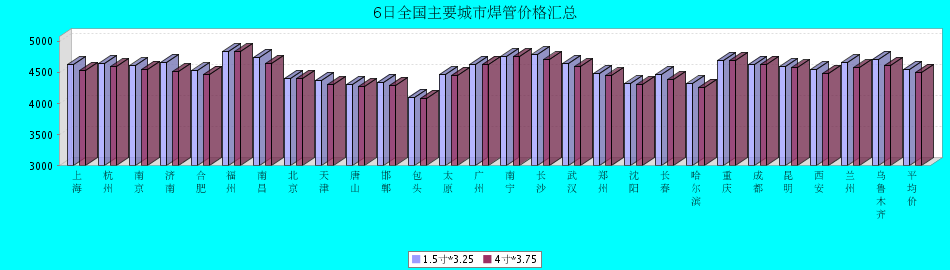 6日全国主要城市焊管价格汇总
5000
4500
4000
3500
3000
上海
杭州
南京
济南
合肥
福州
南昌
北京
天津
唐山
邯郸
包头
太原
广州
南宁
长沙
武汉
郑州
沈阳
长春
哈尔滨
重庆
成都
昆明
西安
兰州
乌鲁木齐
平均价
1.5寸*3.25 4寸*3.75